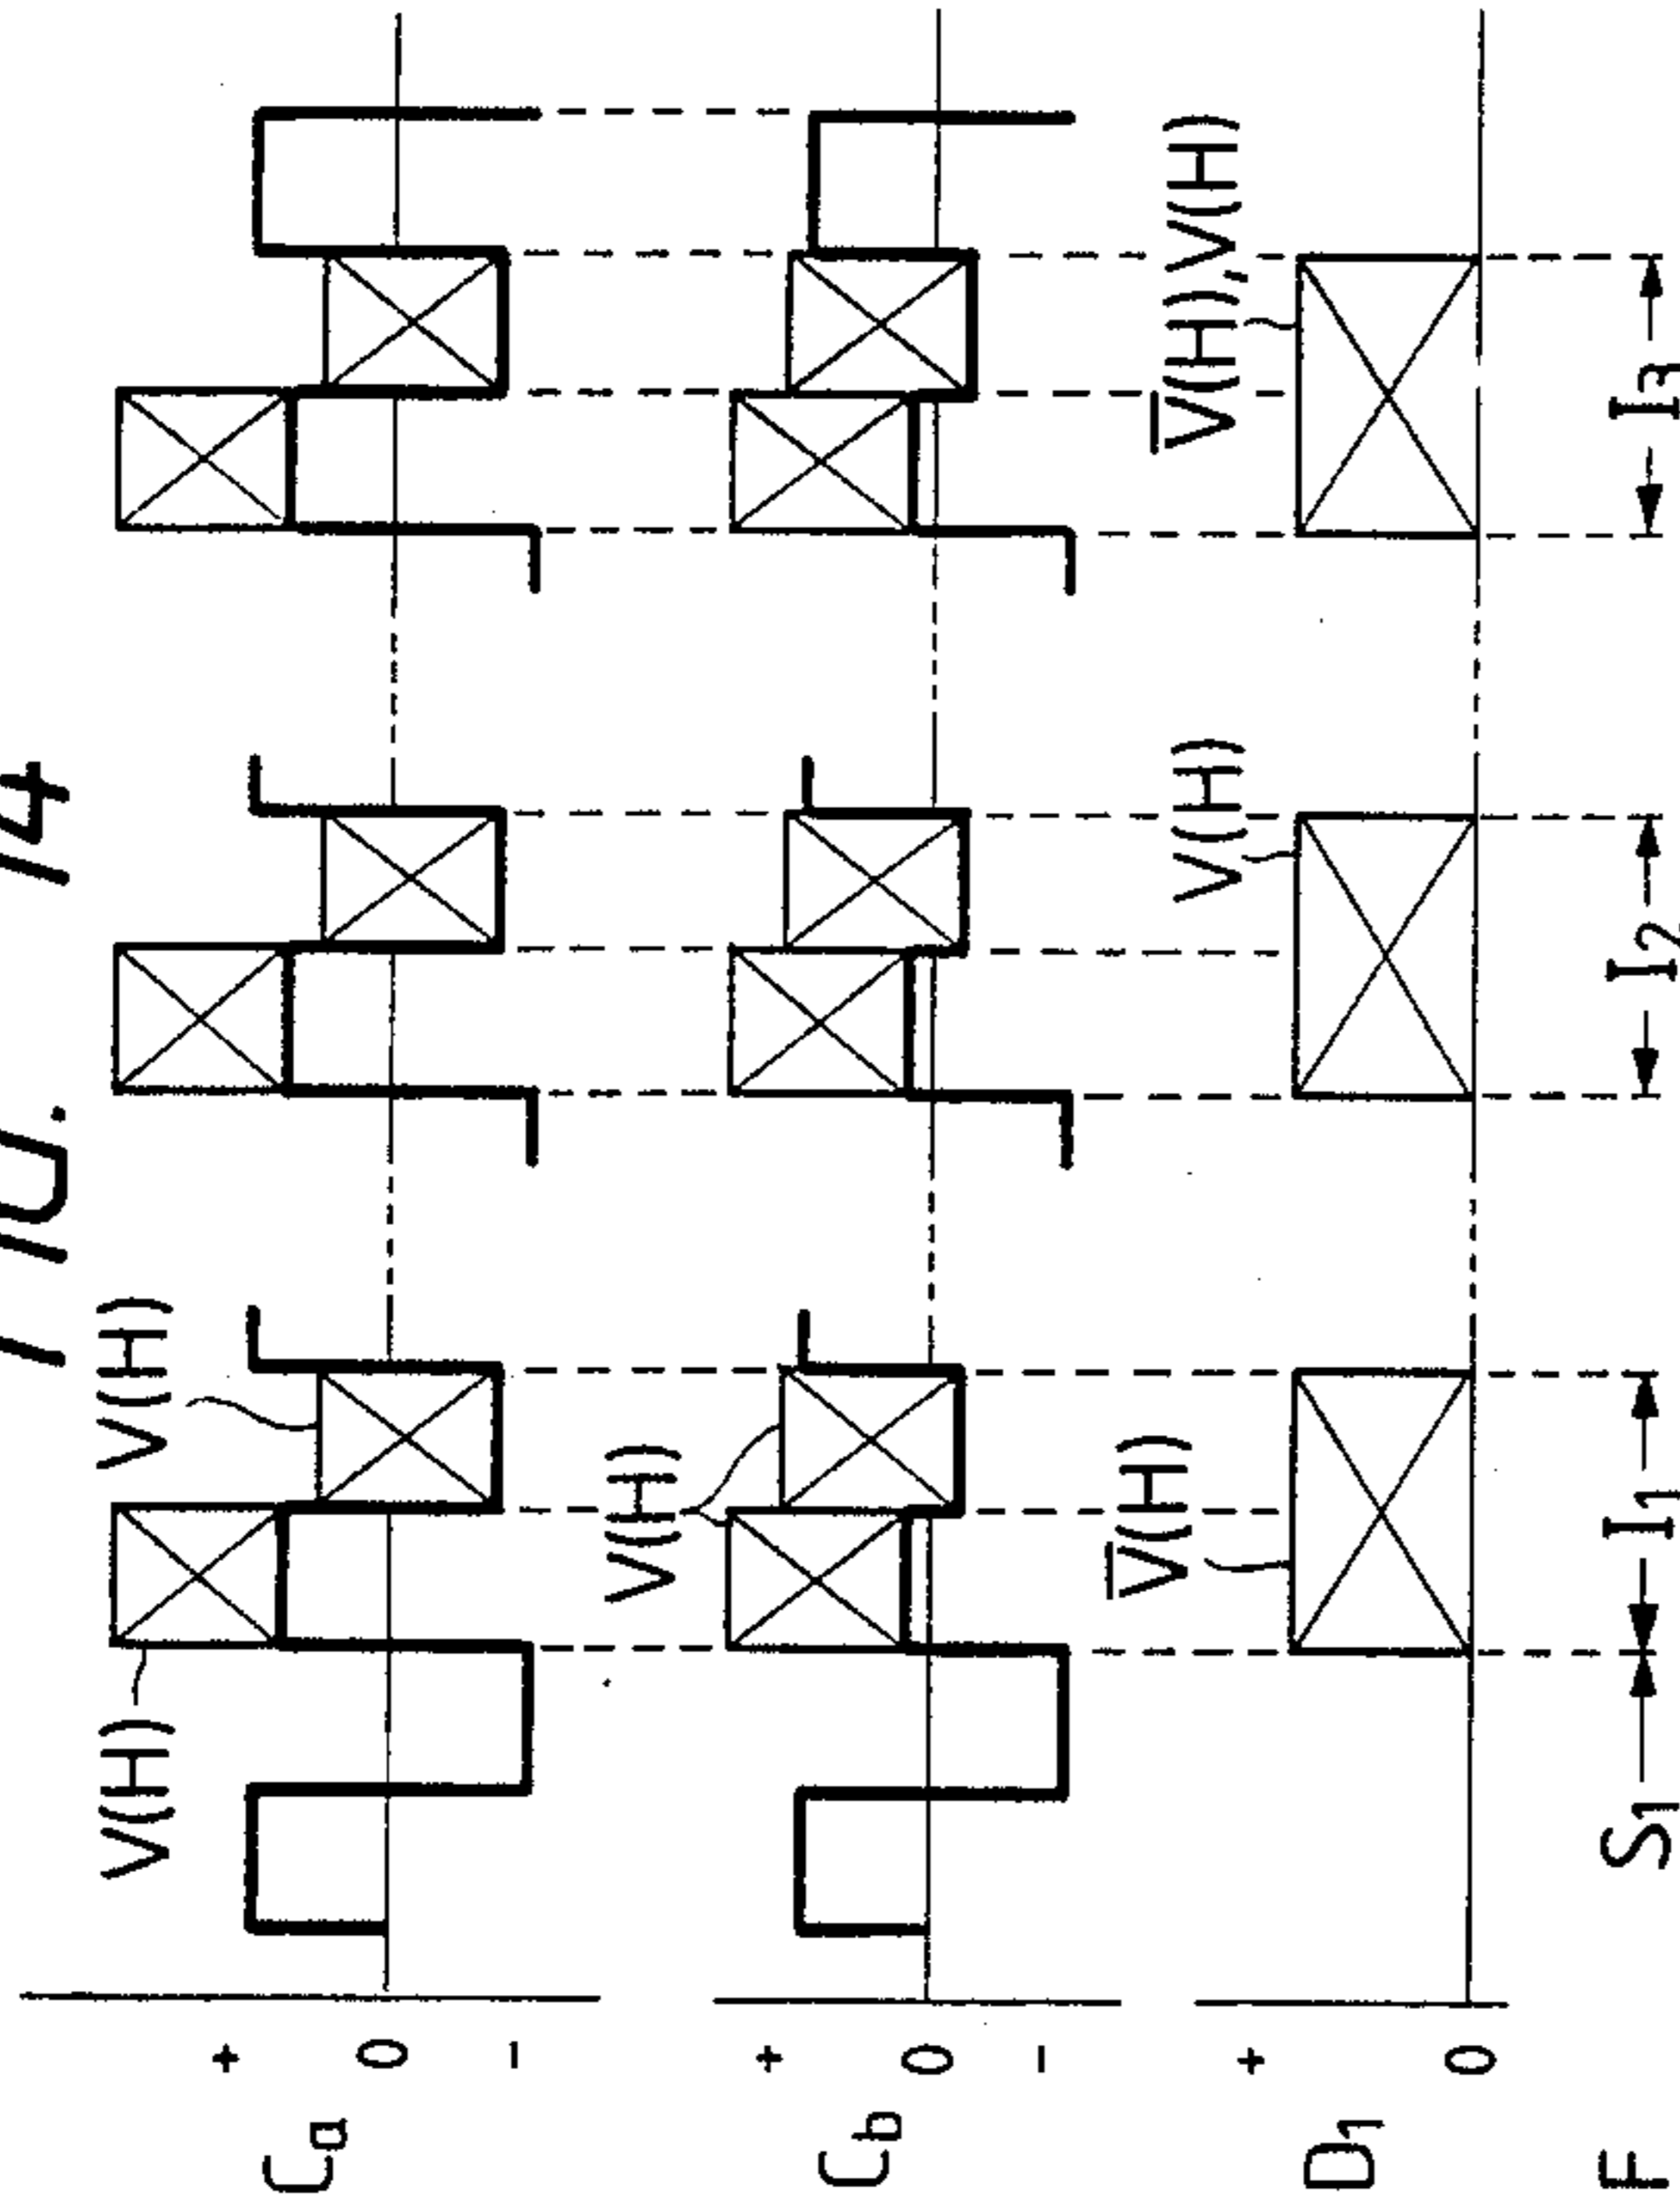 FIG. 14
V(H) V(H)
Ca + 0 -
V(H)
Cb + 0 -
V̅(H) V(H) V̅(H),V(H)
D1 + 0
F S1 I1 I2 I3